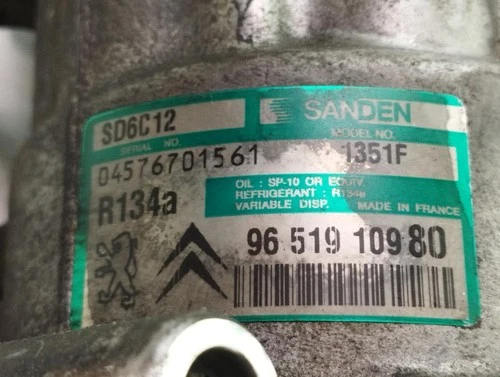 SD6C12 SANDEN
SERIAL NO. MODEL NO.
04576701561 1351F
R134a OIL : SP-10 OR EQUIV.
REFRIGERANT : R134a
VARIABLE DISP. MADE IN FRANCE
96 519 109 80